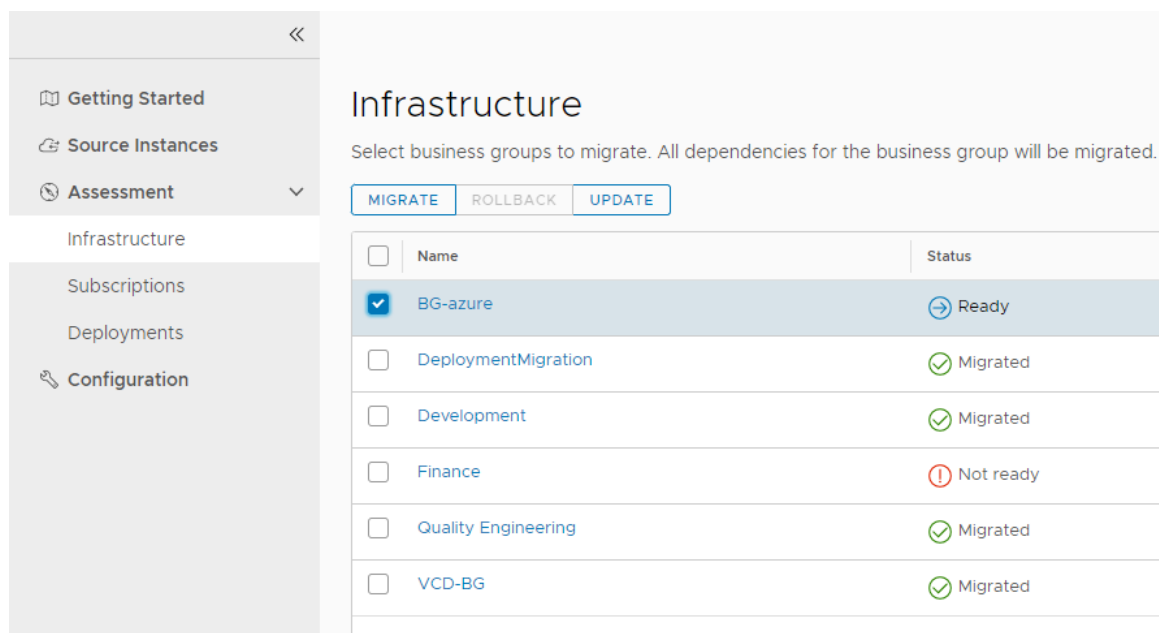 Getting Started
Source Instances
Assessment
Infrastructure
Subscriptions
Deployments
Configuration
Infrastructure
Select business groups to migrate. All dependencies for the business group will be migrated.
MIGRATE ROLLBACK UPDATE
Name Status
BG-azure Ready
DeploymentMigration Migrated
Development Migrated
Finance Not ready
Quality Engineering Migrated
VCD-BG Migrated